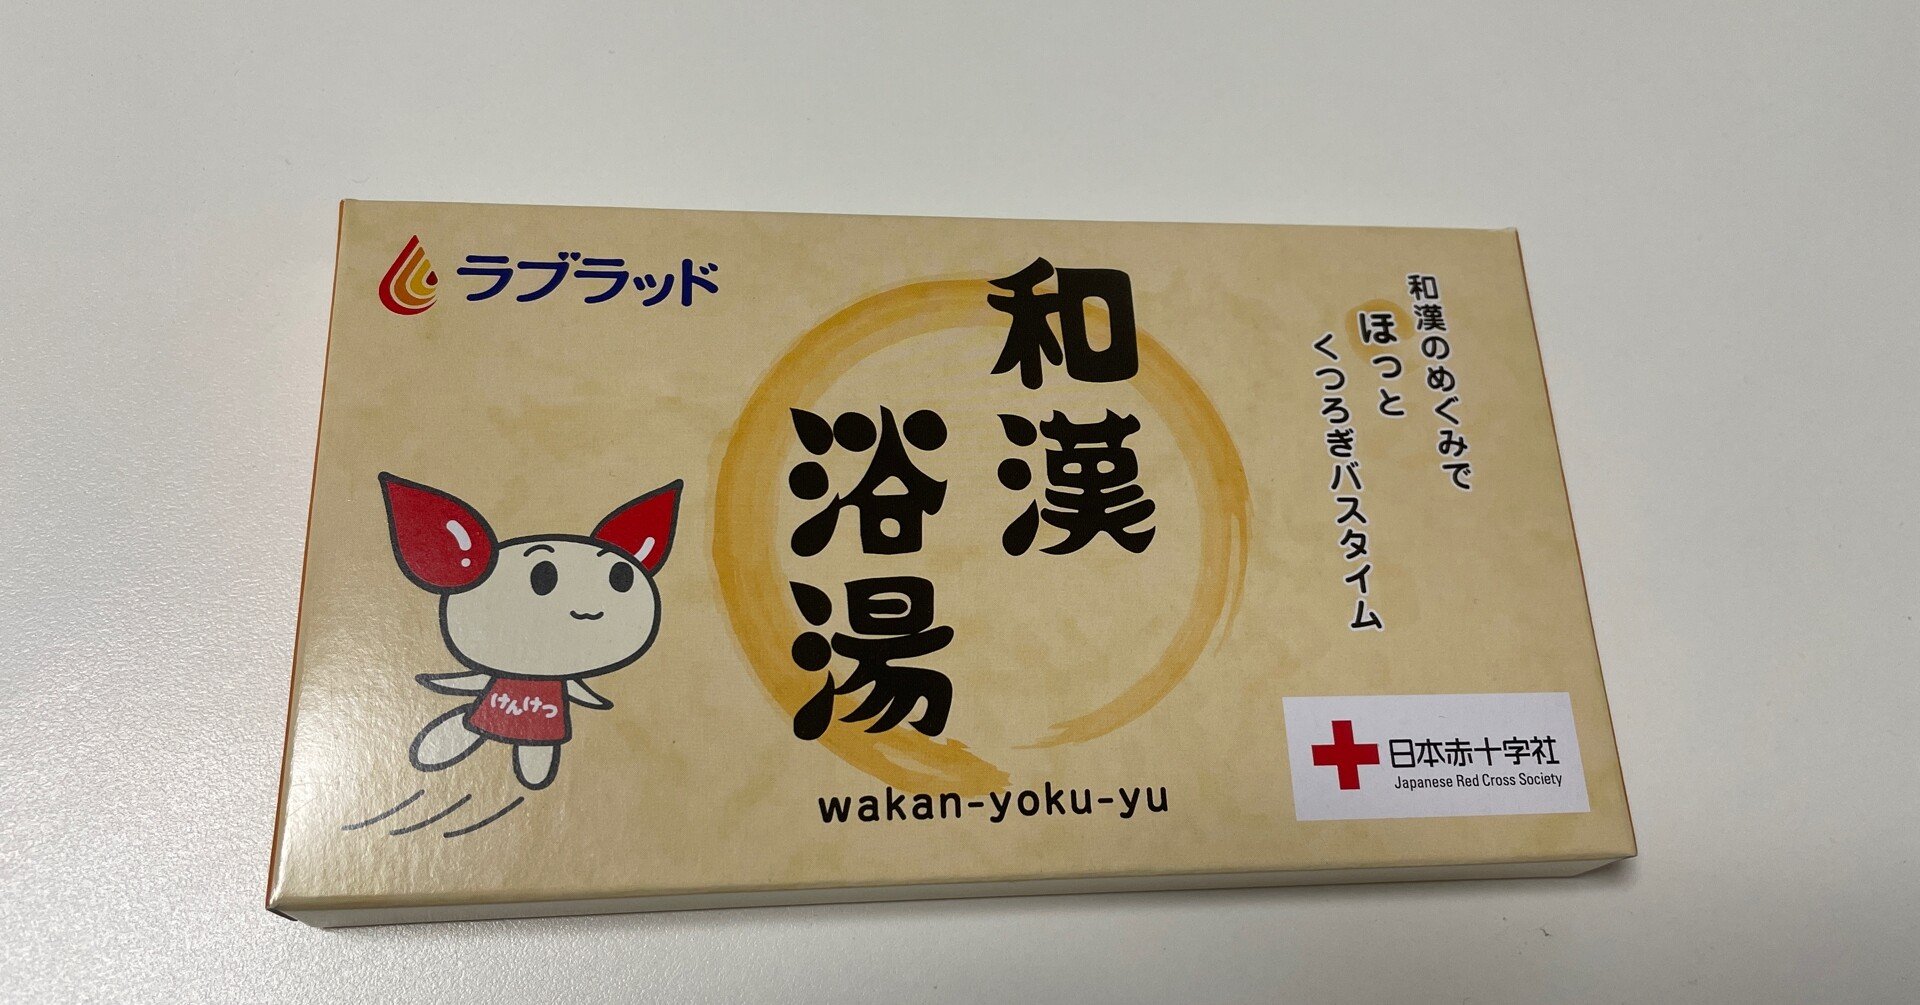 ラブラッド
和漢
浴湯
wakan-yoku-yu
和漢のめぐみで
ほっと
くつろぎバスタイム
けんけつ
日本赤十字社
Japanese Red Cross Society